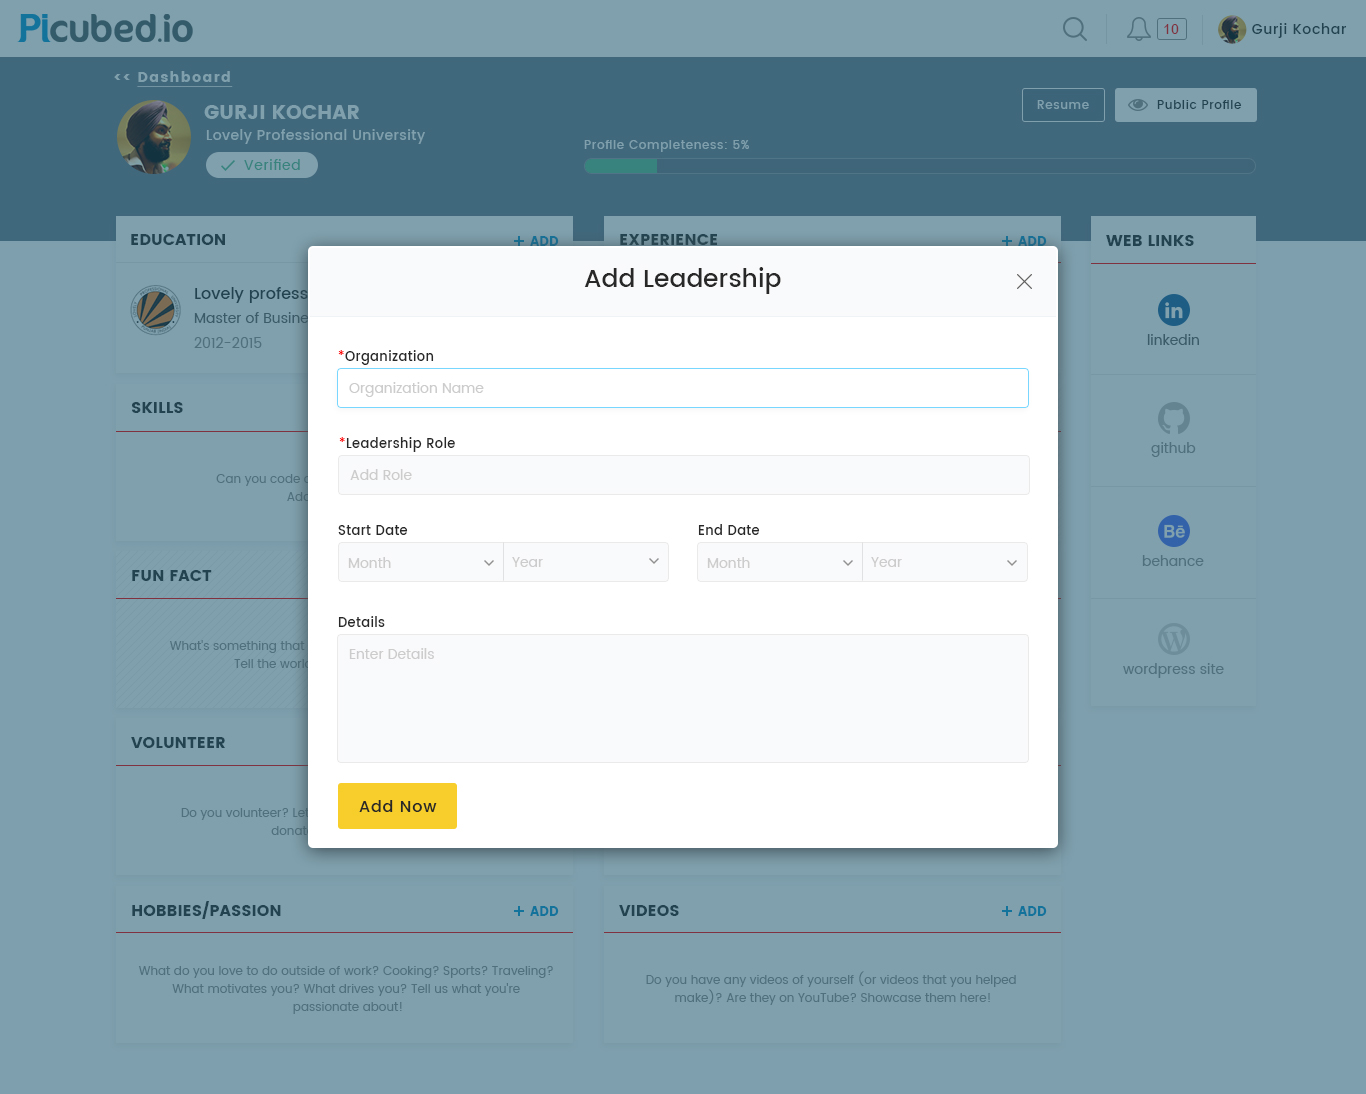 Picubed.io
10
Gurji Kochar
<< Dashboard
GURJI KOCHAR
Lovely Professional University
Verified
Resume
Public Profile
Profile Completeness: 5%
EDUCATION
+ ADD
EXPERIENCE
+ ADD
WEB LINKS
Lovely profess
Master of Busine
2012-2015
in
linkedin
github
Bē
behance
wordpress site
SKILLS
Can you code
Add
FUN FACT
What's something that
Tell the world
VOLUNTEER
Do you volunteer? Let
donat
Add Leadership
*Organization
Organization Name
*Leadership Role
Add Role
Start Date
Month
Year
End Date
Month
Year
Details
Enter Details
Add Now
HOBBIES/PASSION
+ ADD
What do you love to do outside of work? Cooking? Sports? Traveling?
What motivates you? What drives you? Tell us what you're
passionate about!
VIDEOS
+ ADD
Do you have any videos of yourself (or videos that you helped
make)? Are they on YouTube? Showcase them here!